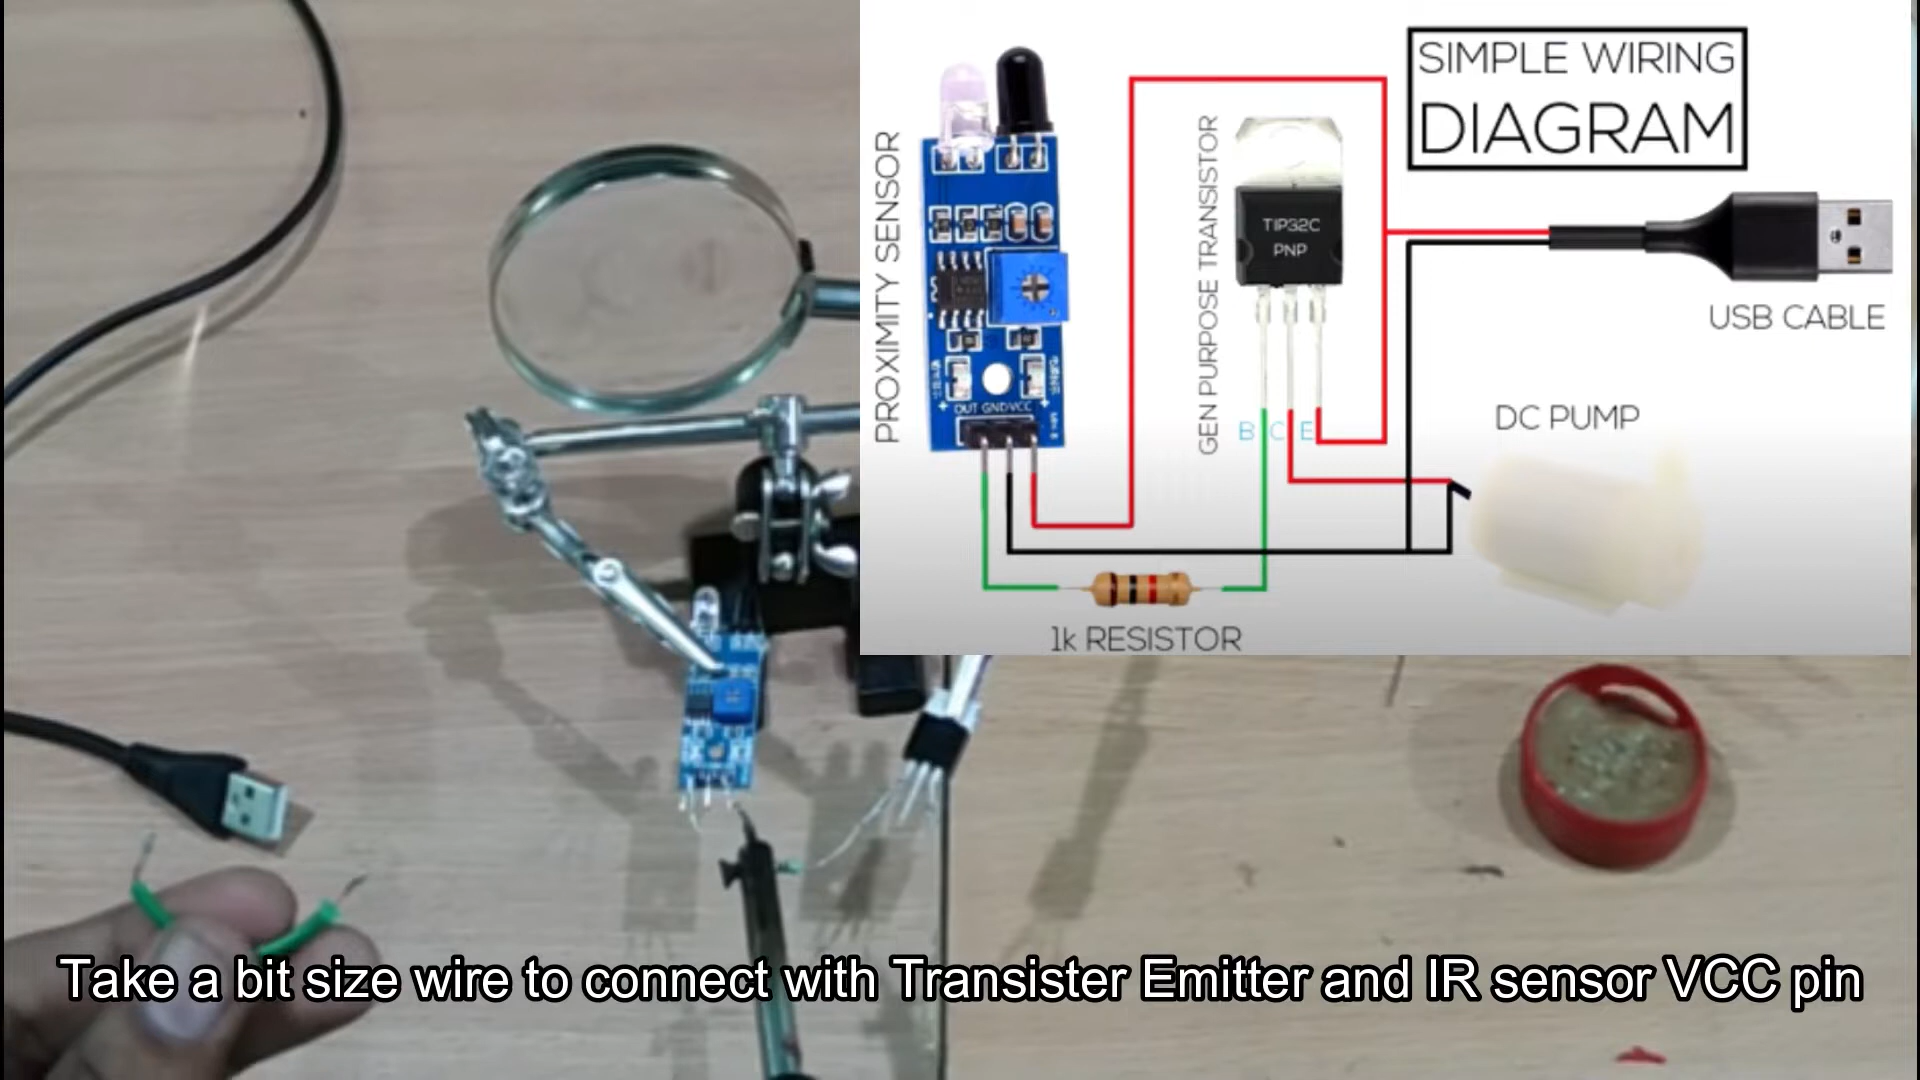 SIMPLE WIRING
DIAGRAM
PROXIMITY SENSOR
GEN PURPOSE TRANSISTOR
TIP32C
PNP
USB CABLE
OUT GND VCC
B C E
DC PUMP
1k RESISTOR
Take a bit size wire to connect with Transister Emitter and IR sensor VCC pin